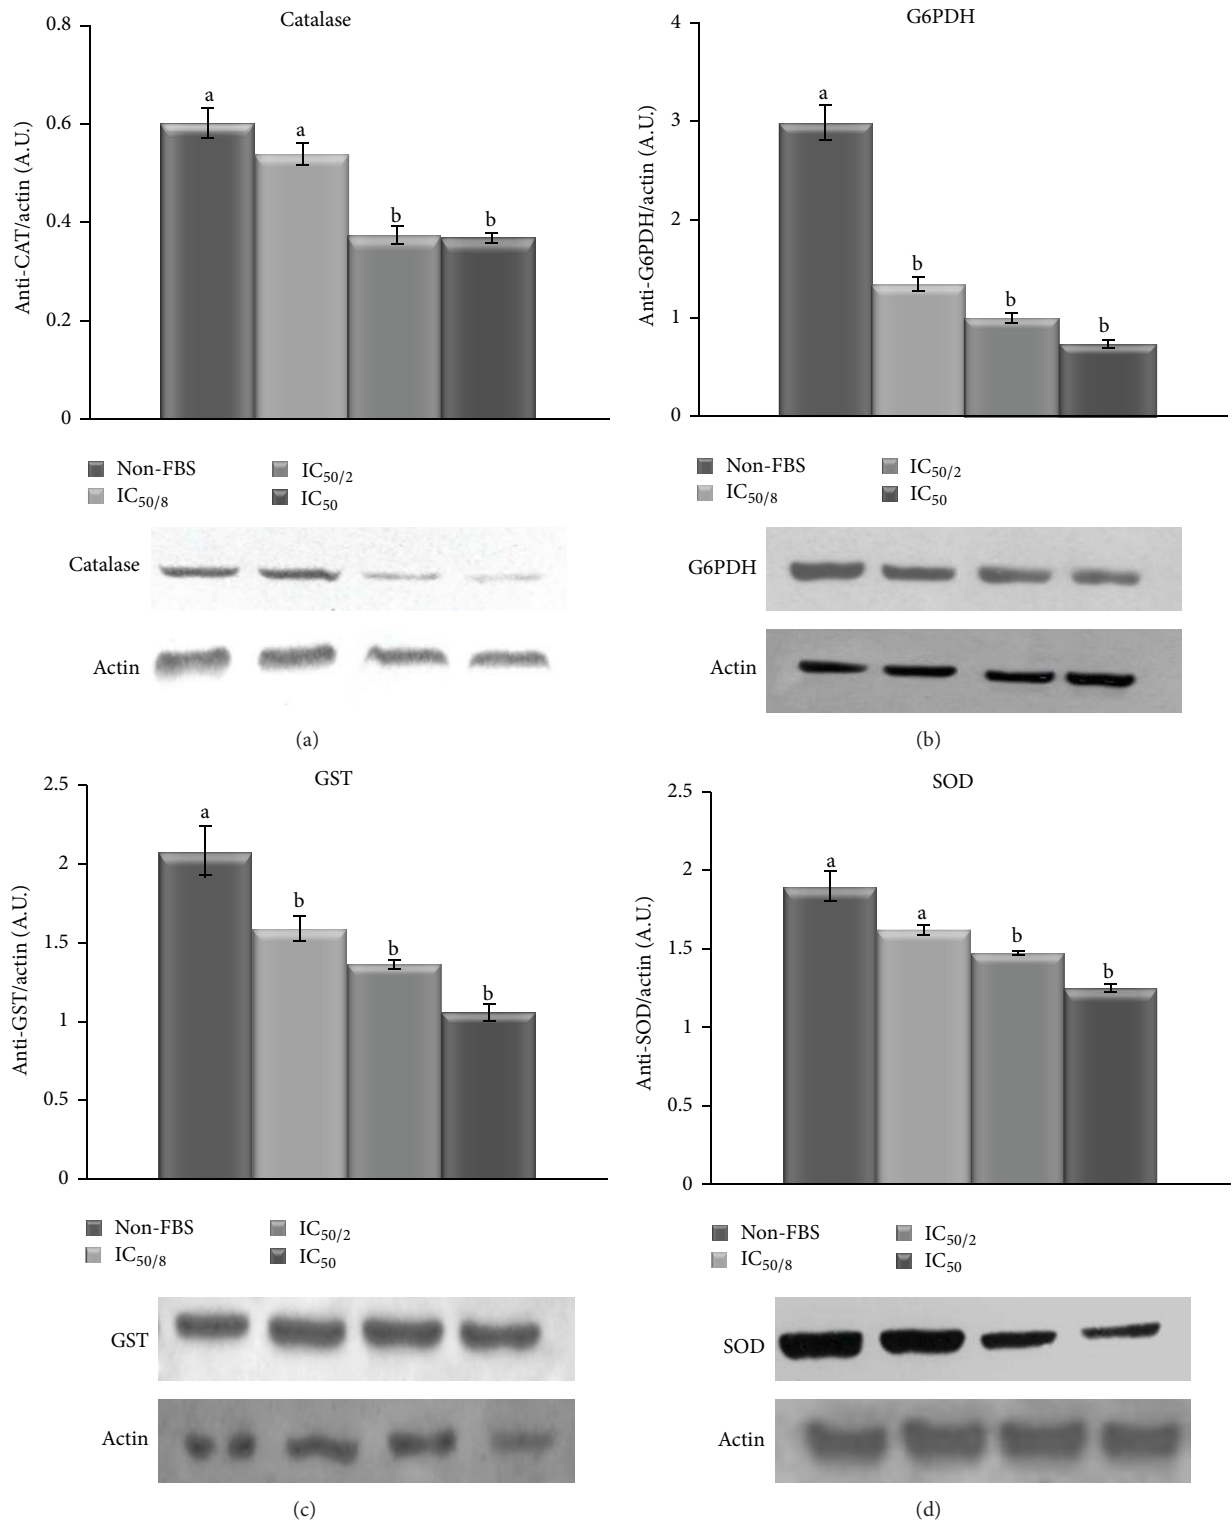 Catalase
0.8
0.6
0.4
0.2
0
Anti-CAT/actin (A.U.)
a
a
b
b
Non-FBS
IC50/8
IC50/2
IC50
Catalase
Actin
(a)
G6PDH
4
3
2
1
0
Anti-G6PDH/actin (A.U.)
a
b
b
b
Non-FBS
IC50/8
IC50/2
IC50
G6PDH
Actin
(b)
GST
2.5
2
1.5
1
0.5
0
Anti-GST/actin (A.U.)
a
b
b
b
Non-FBS
IC50/8
IC50/2
IC50
GST
Actin
(c)
SOD
2.5
2
1.5
1
0.5
0
Anti-SOD/actin (A.U.)
a
a
b
b
Non-FBS
IC50/8
IC50/2
IC50
SOD
Actin
(d)